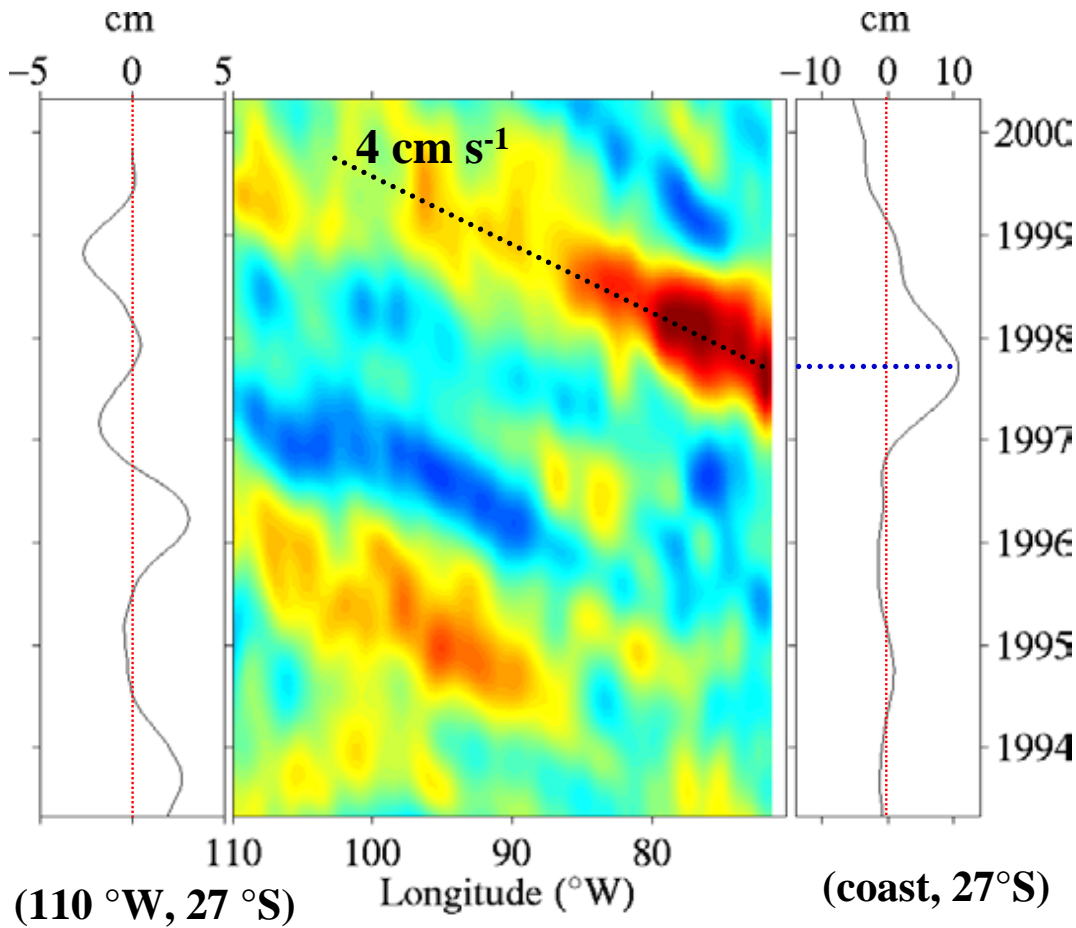 cm
cm
−5 0 5
−10 0 10
4 cm s-1
2000
1999
1998
1997
1996
1995
1994
110 100 90 80
Longitude (°W)
(110 °W, 27 °S)
(coast, 27°S)